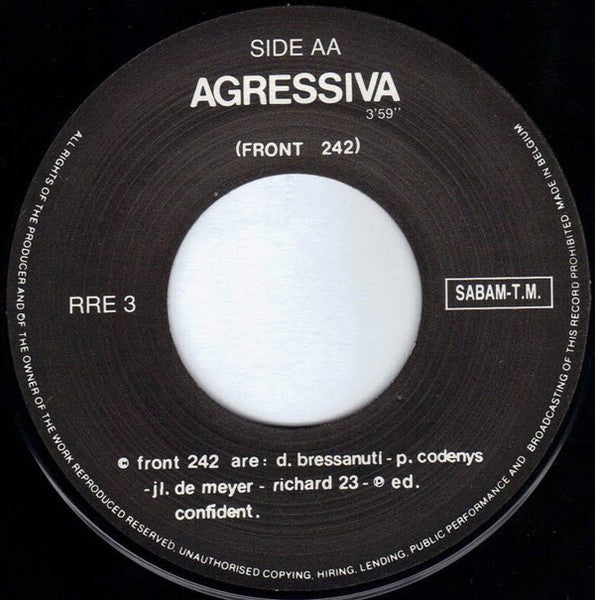 SIDE AA
AGRESSIVA
3'59''
(FRONT 242)
RRE 3
SABAM-T.M.
© front 242 are: d. bressanuti - p. codenys
-jl. de meyer - richard 23 - ℗ ed.
confident.
ALL RIGHTS OF THE PRODUCER AND OF THE OWNER OF THE WORK REPRODUCED RESERVED. UNAUTHORISED COPYING, HIRING, LENDING, PUBLIC PERFORMANCE AND BROADCASTING OF THIS RECORD PROHIBITED. MADE IN BELGIUM